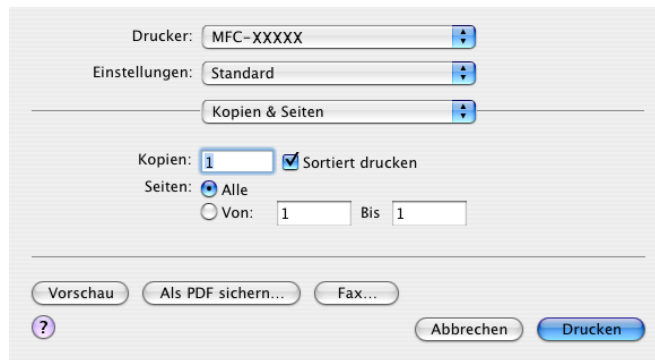 Drucker: MFC-XXXXX
Einstellungen: Standard
Kopien & Seiten
Kopien: 1 Sortiert drucken
Seiten: Alle
Von: 1 Bis 1
Vorschau Als PDF sichern... Fax...
? Abbrechen Drucken